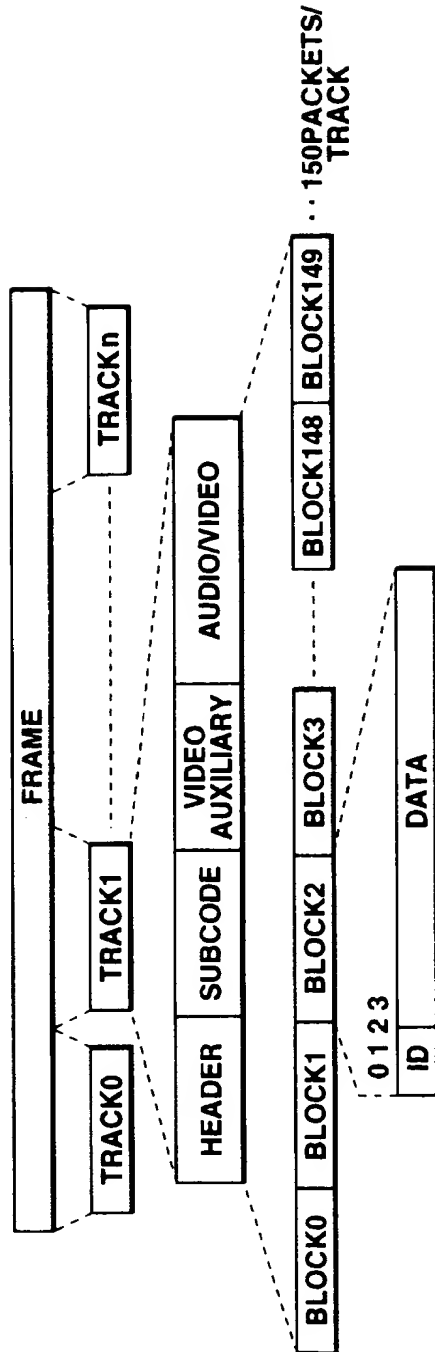 FRAME
TRACK0
TRACK1
TRACKn
HEADER
SUBCODE
VIDEO
AUXILIARY
AUDIO/VIDEO
BLOCK0
BLOCK1
BLOCK2
BLOCK3
BLOCK148
BLOCK149
··150PACKETS/
TRACK
0 1 2 3
ID
DATA